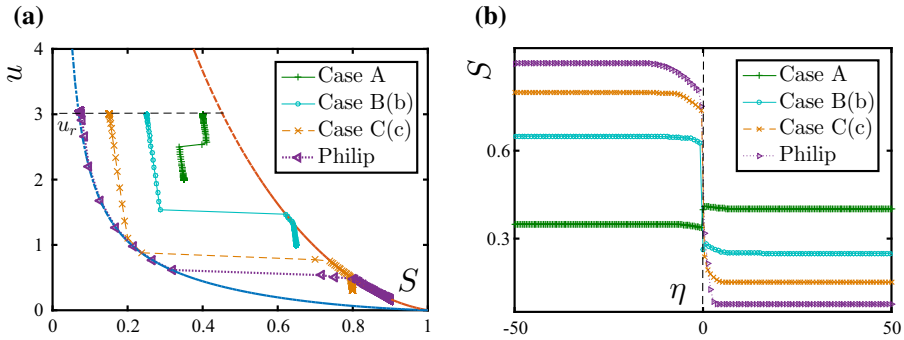 (a)
u
4
3
2
1
0
u_r
Case A
Case B(b)
Case C(c)
Philip
S
0
0.2
0.4
0.6
0.8
1
(b)
S
0.6
0.3
Case A
Case B(b)
Case C(c)
Philip
η
-50
0
50